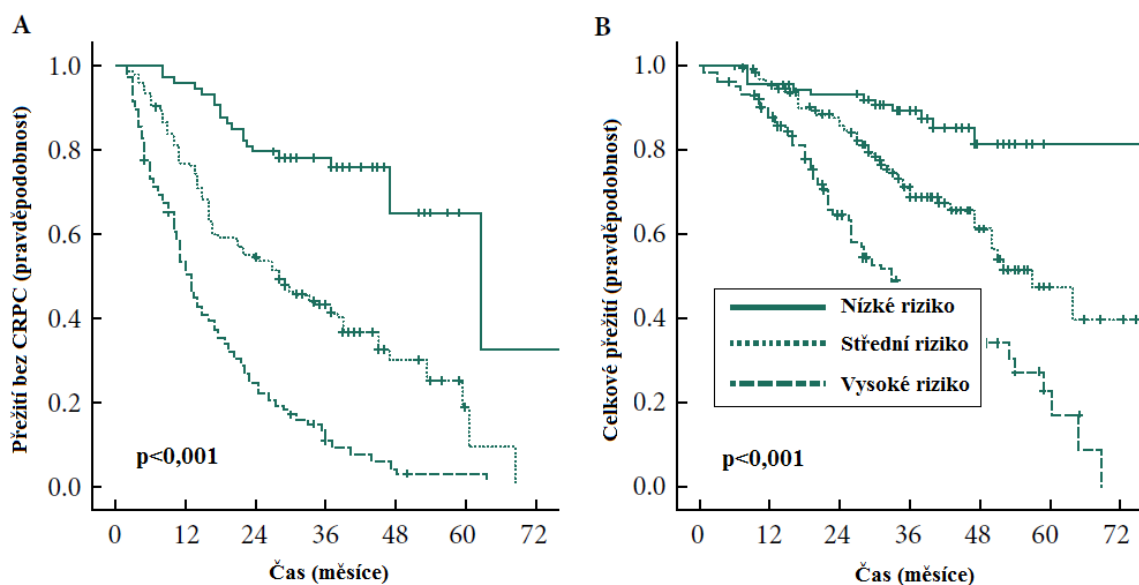 A
Přežití bez CRPC (pravděpodobnost)
1.0
0.8
0.6
0.4
0.2
0.0
p<0,001
0 12 24 36 48 60 72
Čas (měsíce)
B
Celkové přežití (pravděpodobnost)
1.0
0.8
0.6
0.4
0.2
0.0
Nízké riziko
Střední riziko
Vysoké riziko
p<0,001
0 12 24 36 48 60 72
Čas (měsíce)